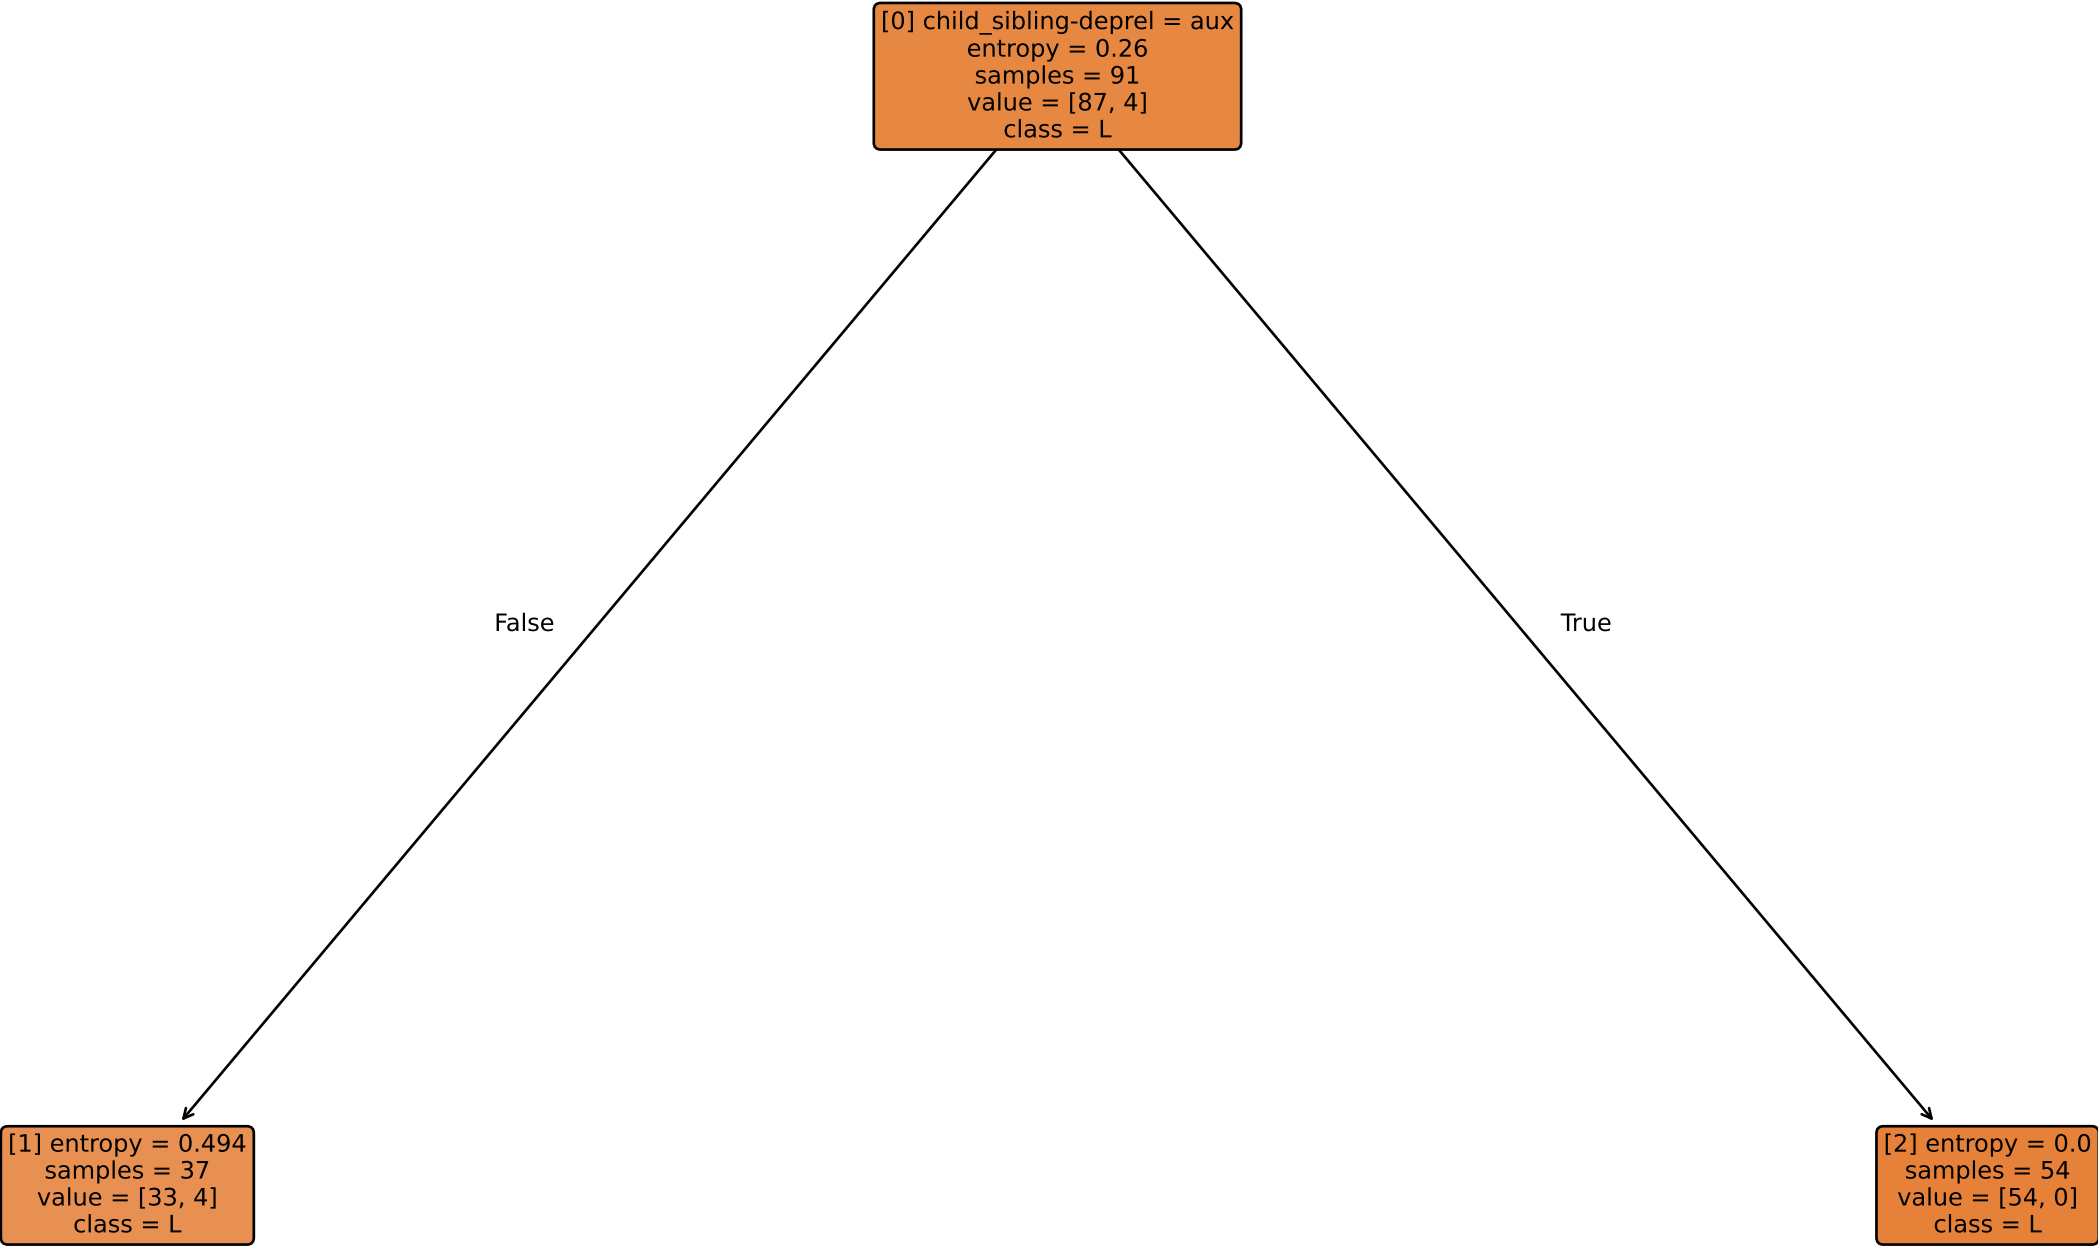 [0] child_sibling-deprel = aux
entropy = 0.26
samples = 91
value = [87, 4]
class = L
False
True
[1] entropy = 0.494
samples = 37
value = [33, 4]
class = L
[2] entropy = 0.0
samples = 54
value = [54, 0]
class = L